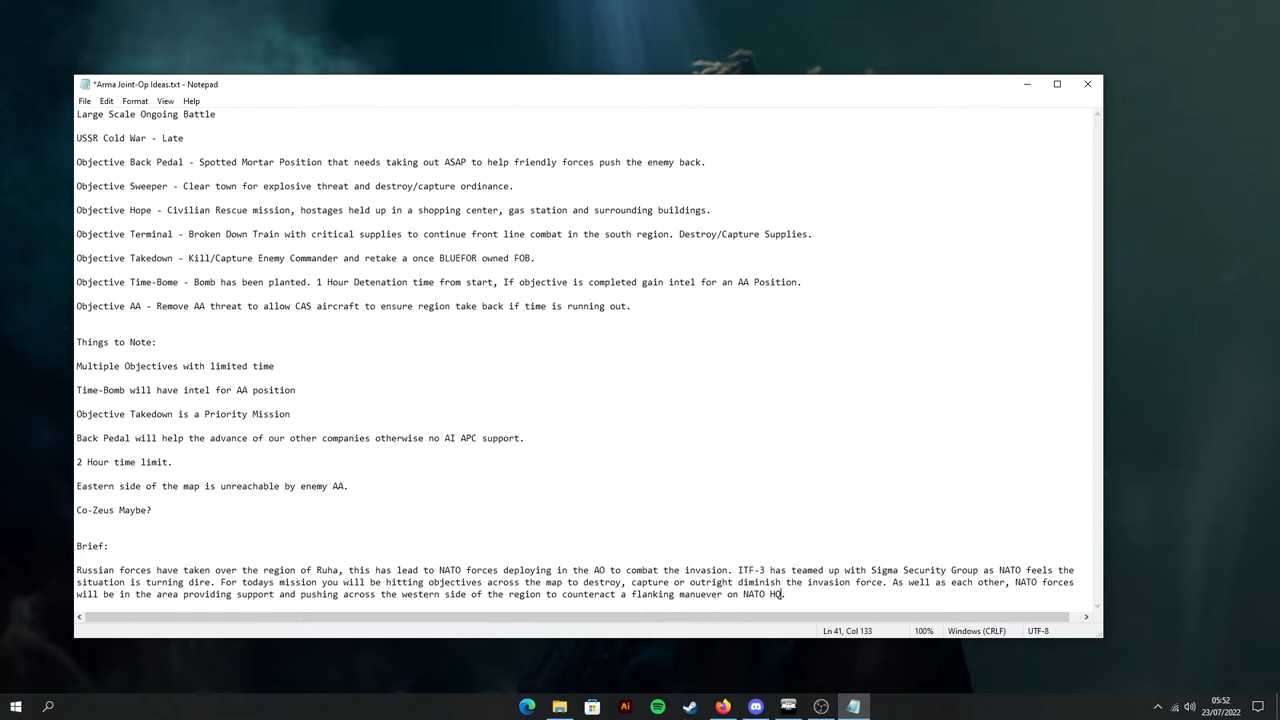 *Arma Joint-Op Ideas.txt - Notepad
File Edit Format View Help
Large Scale Ongoing Battle
USSR Cold War - Late
Objective Back Pedal - Spotted Mortar Position that needs taking out ASAP to help friendly forces push the enemy back.
Objective Sweeper - Clear town for explosive threat and destroy/capture ordinance.
Objective Hope - Civilian Rescue mission, hostages held up in a shopping center, gas station and surrounding buildings.
Objective Terminal - Broken Down Train with critical supplies to continue front line combat in the south region. Destroy/Capture Supplies.
Objective Takedown - Kill/Capture Enemy Commander and retake a once BLUEFOR owned FOB.
Objective Time-Bome - Bomb has been planted. 1 Hour Detenation time from start, If objective is completed gain intel for an AA Position.
Objective AA - Remove AA threat to allow CAS aircraft to ensure region take back if time is running out.
Things to Note:
Multiple Objectives with limited time
Time-Bomb will have intel for AA position
Objective Takedown is a Priority Mission
Back Pedal will help the advance of our other companies otherwise no AI APC support.
2 Hour time limit.
Eastern side of the map is unreachable by enemy AA.
Co-Zeus Maybe?
Brief:
Russian forces have taken over the region of Ruha, this has lead to NATO forces deploying in the AO to combat the invasion. ITF-3 has teamed up with Sigma Security Group as NATO feels the
situation is turning dire. For todays mission you will be hitting objectives across the map to destroy, capture or outright diminish the invasion force. As well as each other, NATO forces
will be in the area providing support and pushing across the western side of the region to counteract a flanking manuever on NATO HQ.
Ln 41, Col 133 100% Windows (CRLF) UTF-8
Ai
05:52
23/07/2022